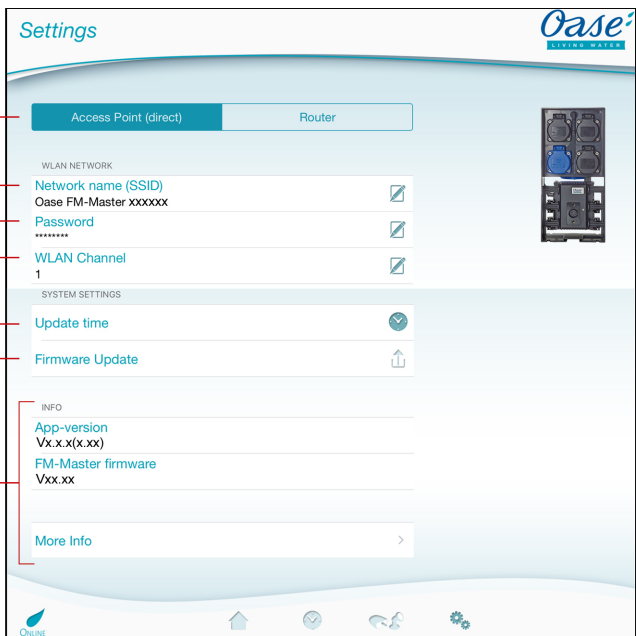 Settings
Oase
LIVING WATER
Access Point (direct)
Router
WLAN NETWORK
Network name (SSID)
Oase FM-Master xxxxxx
Password
********
WLAN Channel
1
SYSTEM SETTINGS
Update time
Firmware Update
INFO
App-version
Vx.x.x(x.xx)
FM-Master firmware
Vxx.xx
More Info
ONLINE